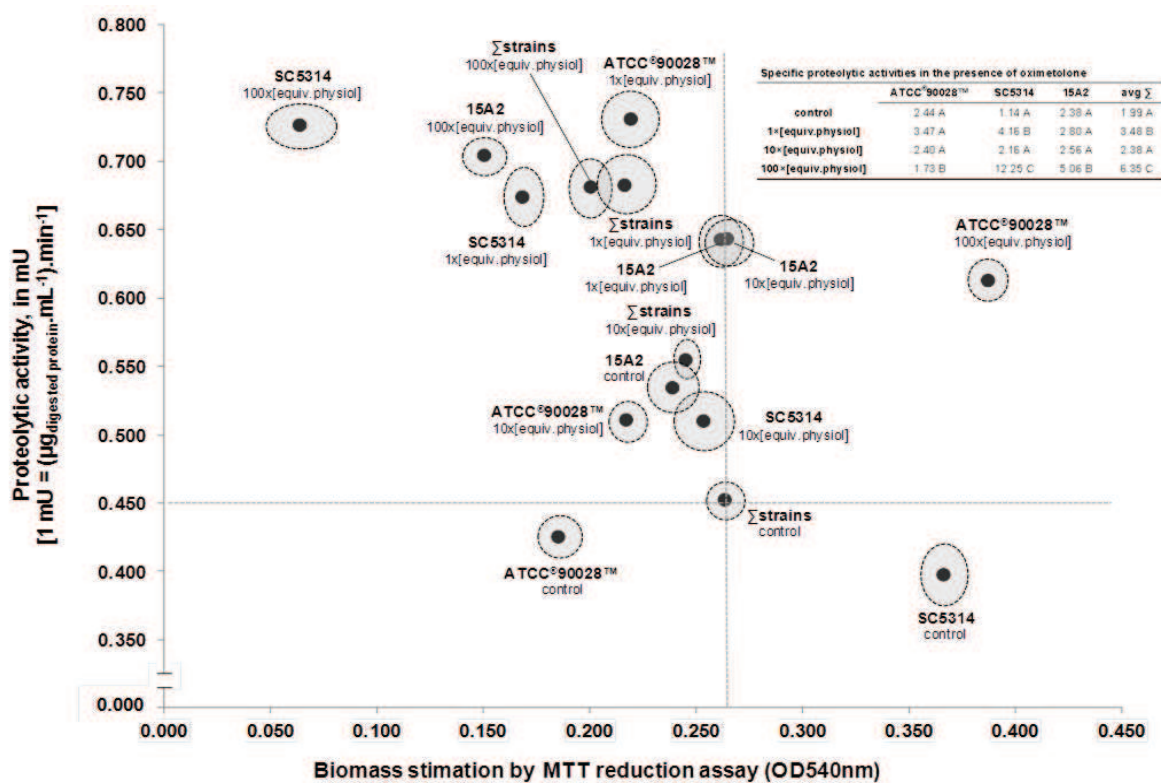 0.800
0.750
0.700
0.650
0.600
0.550
0.500
0.450
0.400
0.350
0.000
Proteolytic activity, in mU
[1 mU = (µgdigested protein.mL-1).min-1]
∑strains
100x[equiv.physiol]
ATCC®90028™
1x[equiv.physiol]
SC5314
100x[equiv.physiol]
15A2
100x[equiv.physiol]
SC5314
1x[equiv.physiol]
∑strains
1x[equiv.physiol]
15A2
1x[equiv.physiol]
15A2
10x[equiv.physiol]
ATCC®90028™
100x[equiv.physiol]
∑strains
10x[equiv.physiol]
15A2
control
ATCC®90028™
10x[equiv.physiol]
SC5314
10x[equiv.physiol]
∑strains
control
ATCC®90028™
control
SC5314
control
Specific proteolytic activities in the presence of oximetolone
ATCC®90028™ SC5314 15A2 avg ∑
control 2.44 A 1.14 A 2.38 A 1.99 A
1×[equiv.physiol] 3.47 A 4.16 B 2.80 A 3.48 B
10×[equiv.physiol] 2.40 A 2.16 A 2.56 A 2.38 A
100×[equiv.physiol] 1.73 B 12.25 C 5.06 B 6.35 C
0.000 0.050 0.100 0.150 0.200 0.250 0.300 0.350 0.400 0.450
Biomass stimation by MTT reduction assay (OD540nm)